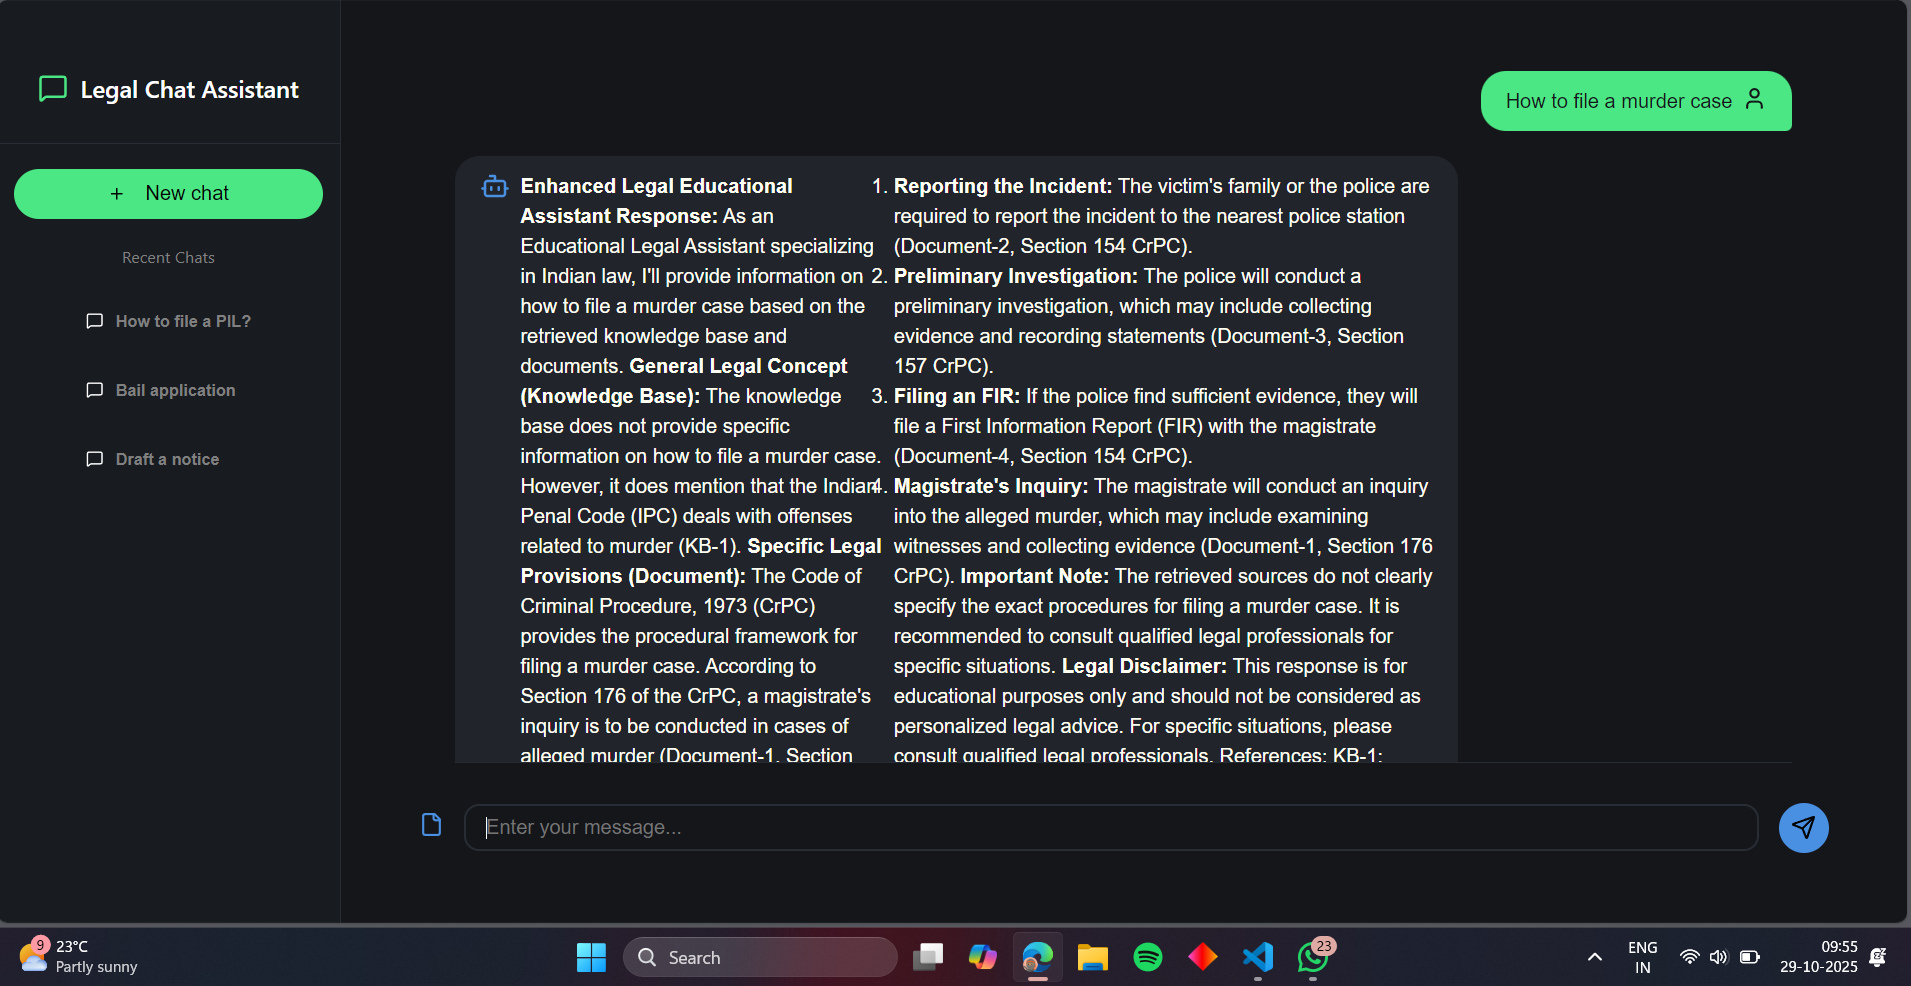 Legal Chat Assistant
+ New chat
Recent Chats
How to file a PIL?
Bail application
Draft a notice
How to file a murder case
Enhanced Legal Educational
Assistant Response: As an
Educational Legal Assistant specializing
in Indian law, I'll provide information on
how to file a murder case based on the
retrieved knowledge base and
documents. General Legal Concept
(Knowledge Base): The knowledge
base does not provide specific
information on how to file a murder case.
However, it does mention that the Indian
Penal Code (IPC) deals with offenses
related to murder (KB-1). Specific Legal
Provisions (Document): The Code of
Criminal Procedure, 1973 (CrPC)
provides the procedural framework for
filing a murder case. According to
Section 176 of the CrPC, a magistrate's
inquiry is to be conducted in cases of
alleged murder (Document-1, Section
1. Reporting the Incident: The victim's family or the police are
required to report the incident to the nearest police station
(Document-2, Section 154 CrPC).
2. Preliminary Investigation: The police will conduct a
preliminary investigation, which may include collecting
evidence and recording statements (Document-3, Section
157 CrPC).
3. Filing an FIR: If the police find sufficient evidence, they will
file a First Information Report (FIR) with the magistrate
(Document-4, Section 154 CrPC).
4. Magistrate's Inquiry: The magistrate will conduct an inquiry
into the alleged murder, which may include examining
witnesses and collecting evidence (Document-1, Section 176
CrPC). Important Note: The retrieved sources do not clearly
specify the exact procedures for filing a murder case. It is
recommended to consult qualified legal professionals for
specific situations. Legal Disclaimer: This response is for
educational purposes only and should not be considered as
personalized legal advice. For specific situations, please
consult qualified legal professionals. References: KB-1:
Enter your message...
9
23°C
Partly sunny
Search
23
ENG
IN
09:55
29-10-2025